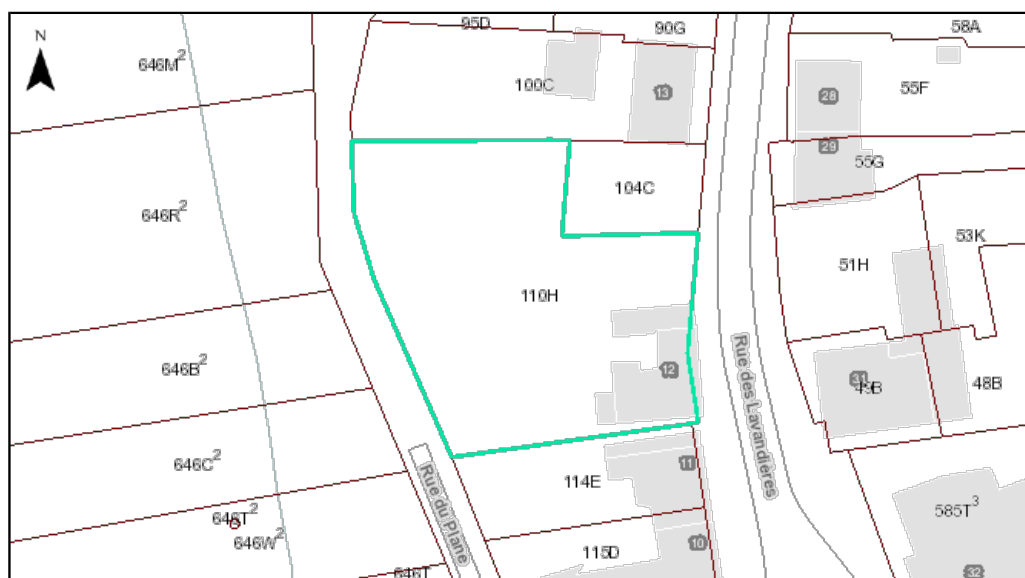 95D
90G
58A
N
646M²
100C
13
28
55F
29
55G
104C
646R²
53K
51H
110H
646B²
12
Rue des Lavandières
31
49B
48B
646C²
Rue du Plane
114E
11
646T²
646W²
585T³
115D
10
646T
32